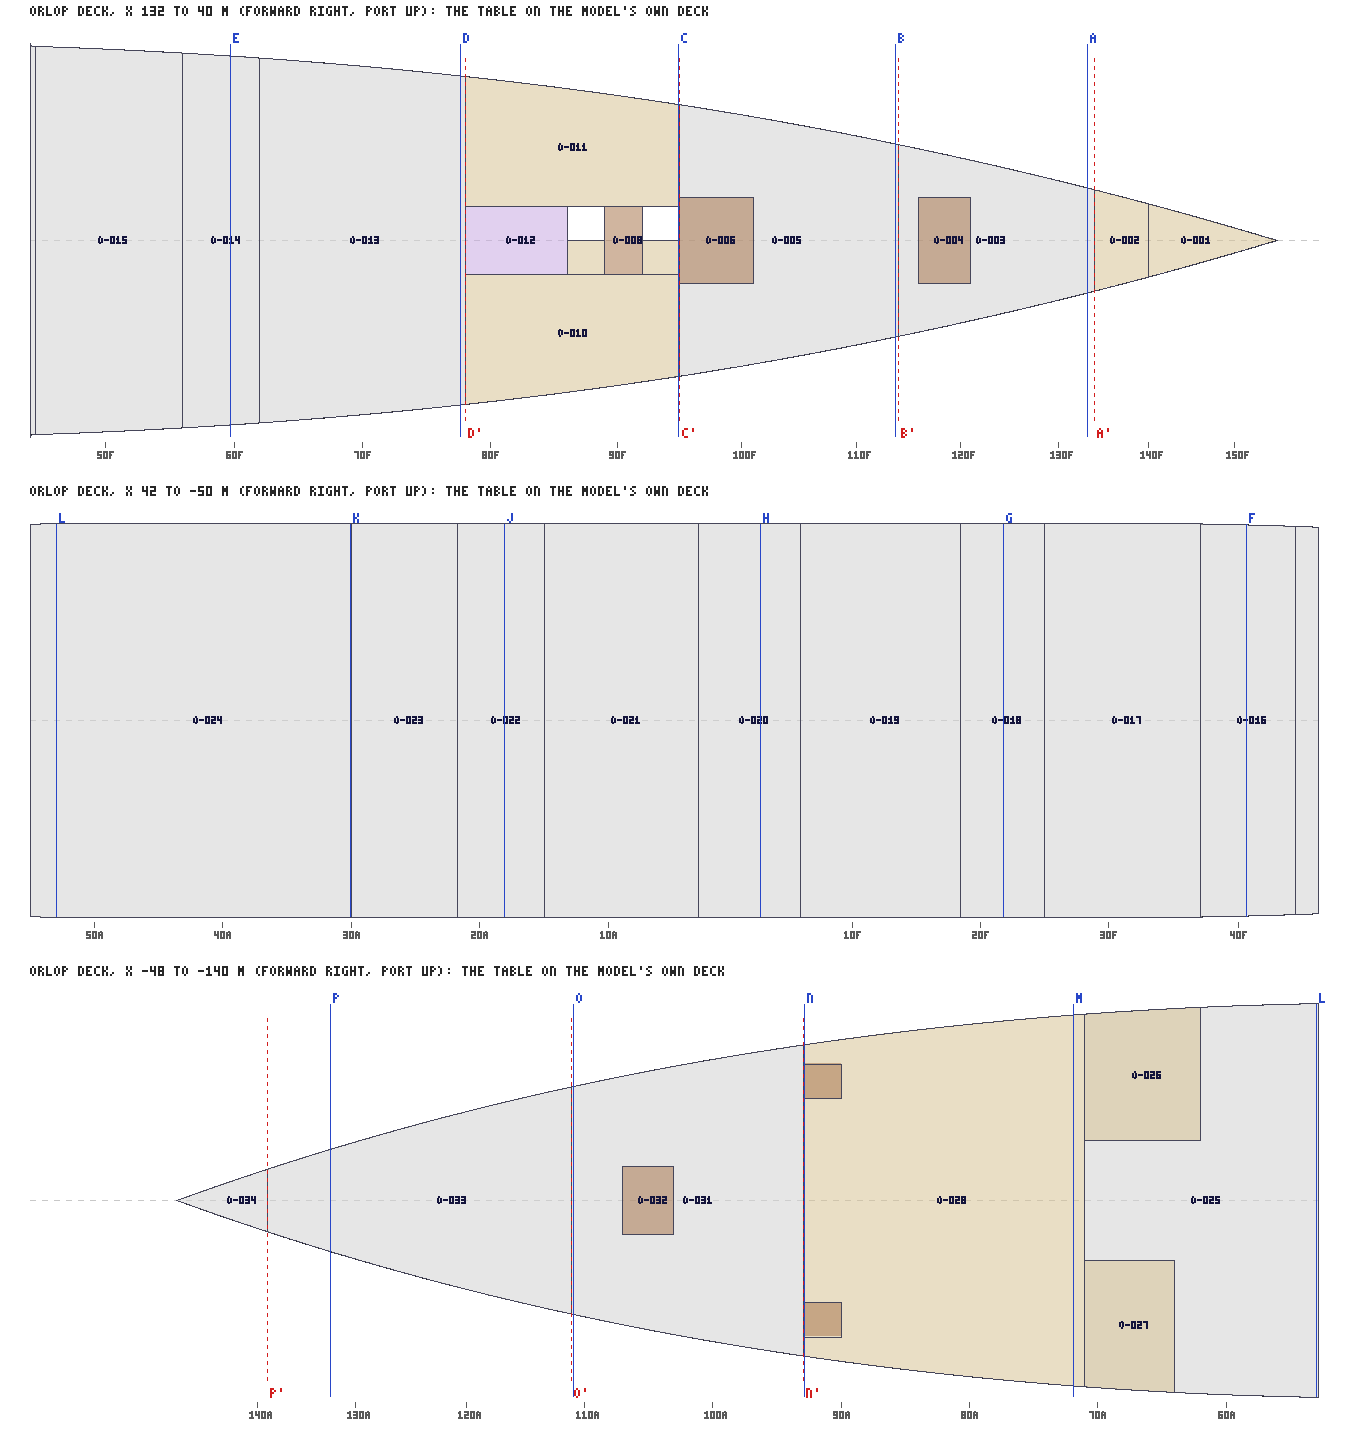 ORLOP DECK, X 132 TO 40 M (FORWARD RIGHT, PORT UP): THE TABLE ON THE MODEL'S OWN DECK
E D C B A
O-011
O-015 O-014 O-013 O-012 O-008 O-006 O-005 O-004 O-003 O-002 O-001
O-010
D' C' B' A'
50F 60F 70F 80F 90F 100F 110F 120F 130F 140F 150F
ORLOP DECK, X 42 TO -50 M (FORWARD RIGHT, PORT UP): THE TABLE ON THE MODEL'S OWN DECK
L K J H G F
O-024 O-023 O-022 O-021 O-020 O-019 O-018 O-017 O-016
50A 40A 30A 20A 10A 10F 20F 30F 40F
ORLOP DECK, X -48 TO -140 M (FORWARD RIGHT, PORT UP): THE TABLE ON THE MODEL'S OWN DECK
P O N M L
O-026
O-034 O-033 O-032 O-031 O-028 O-025
O-027
P' O' N'
140A 130A 120A 110A 100A 90A 80A 70A 60A